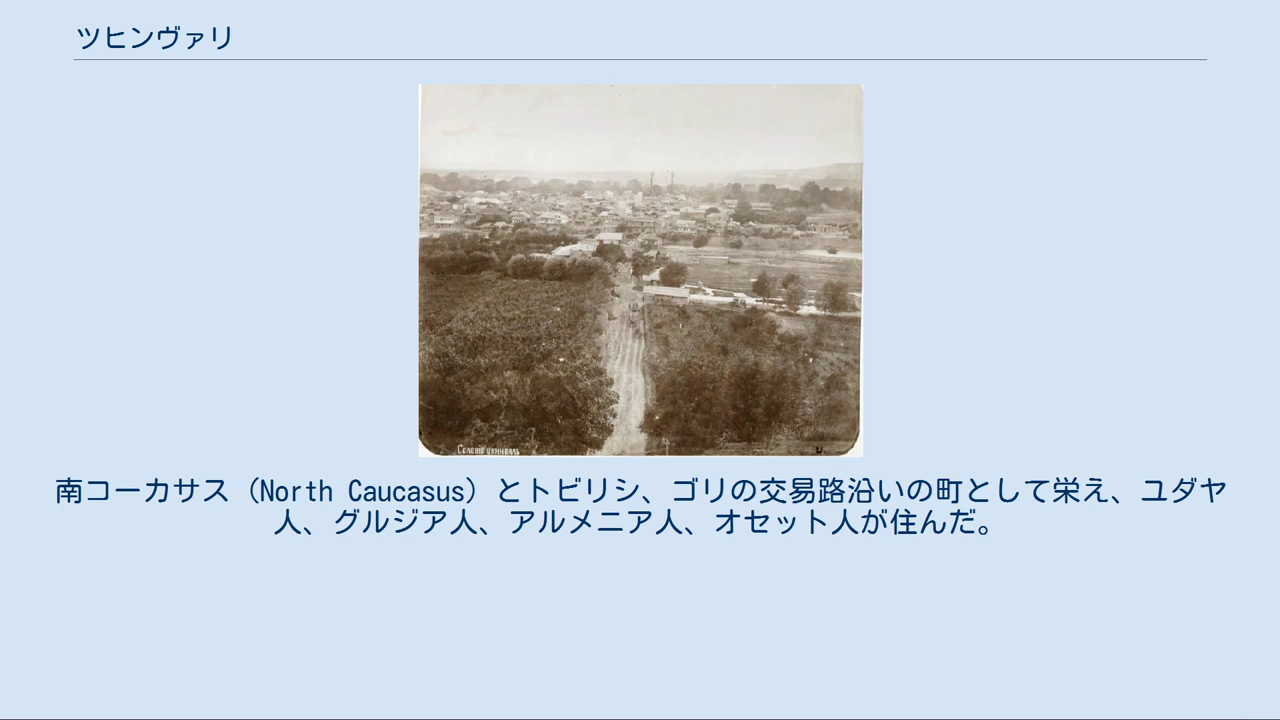 ツヒンヴァリ
Селенiе Цхинвалъ
南コーカサス（North Caucasus）とトビリシ、ゴリの交易路沿いの町として栄え、ユダヤ
人、グルジア人、アルメニア人、オセット人が住んだ。